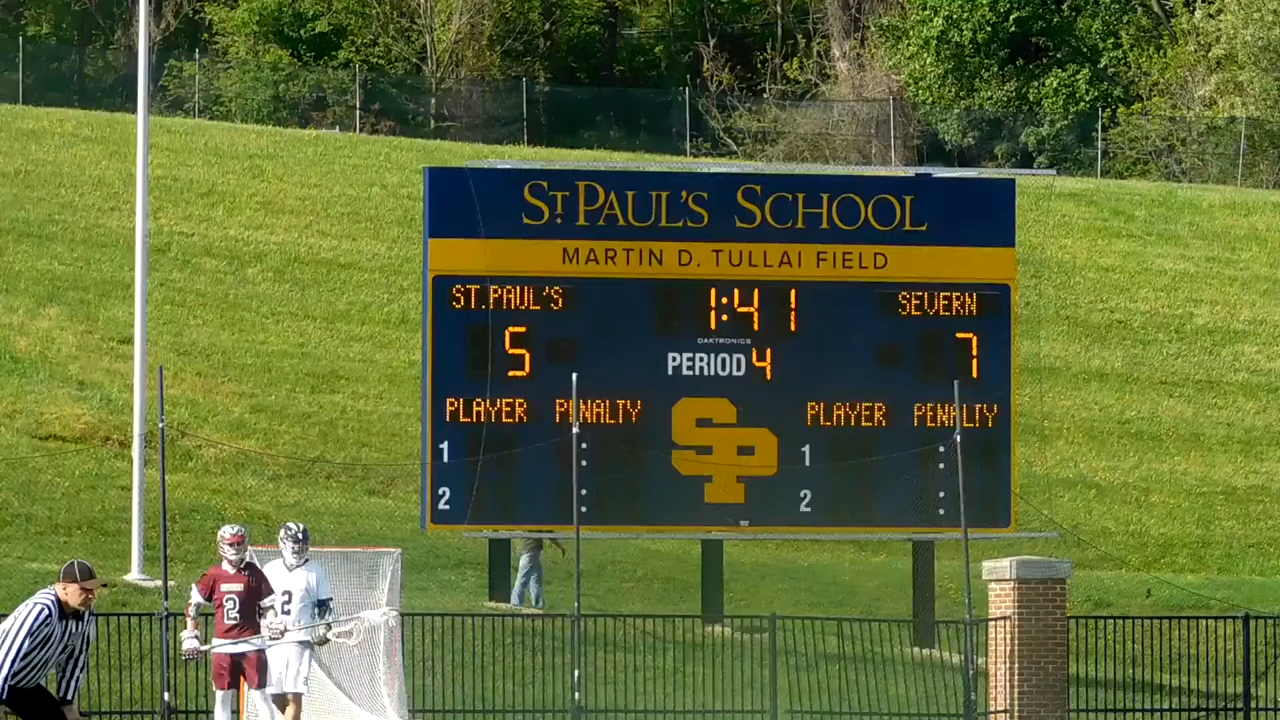 ST. PAUL'S SCHOOL
MARTIN D. TULLAI FIELD
ST.PAUL'S 1:41 SEVERN
DAKTRONICS
5 PERIOD 4 7
PLAYER PENALTY PLAYER PENALTY
SP
1 : 1 :
2 : 2 :
2 2